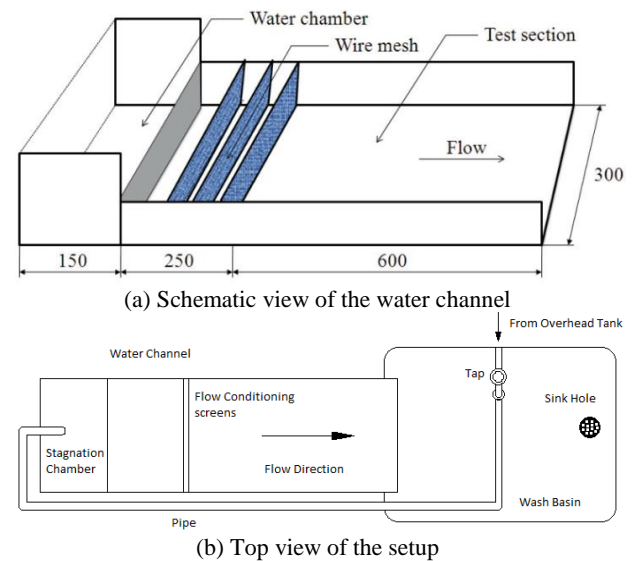 Water chamber
Wire mesh
Test section
Flow
300
150
250
600
(a) Schematic view of the water channel
From Overhead Tank
Water Channel
Tap
Flow Conditioning
screens
Sink Hole
Stagnation
Chamber
Flow Direction
Wash Basin
Pipe
(b) Top view of the setup